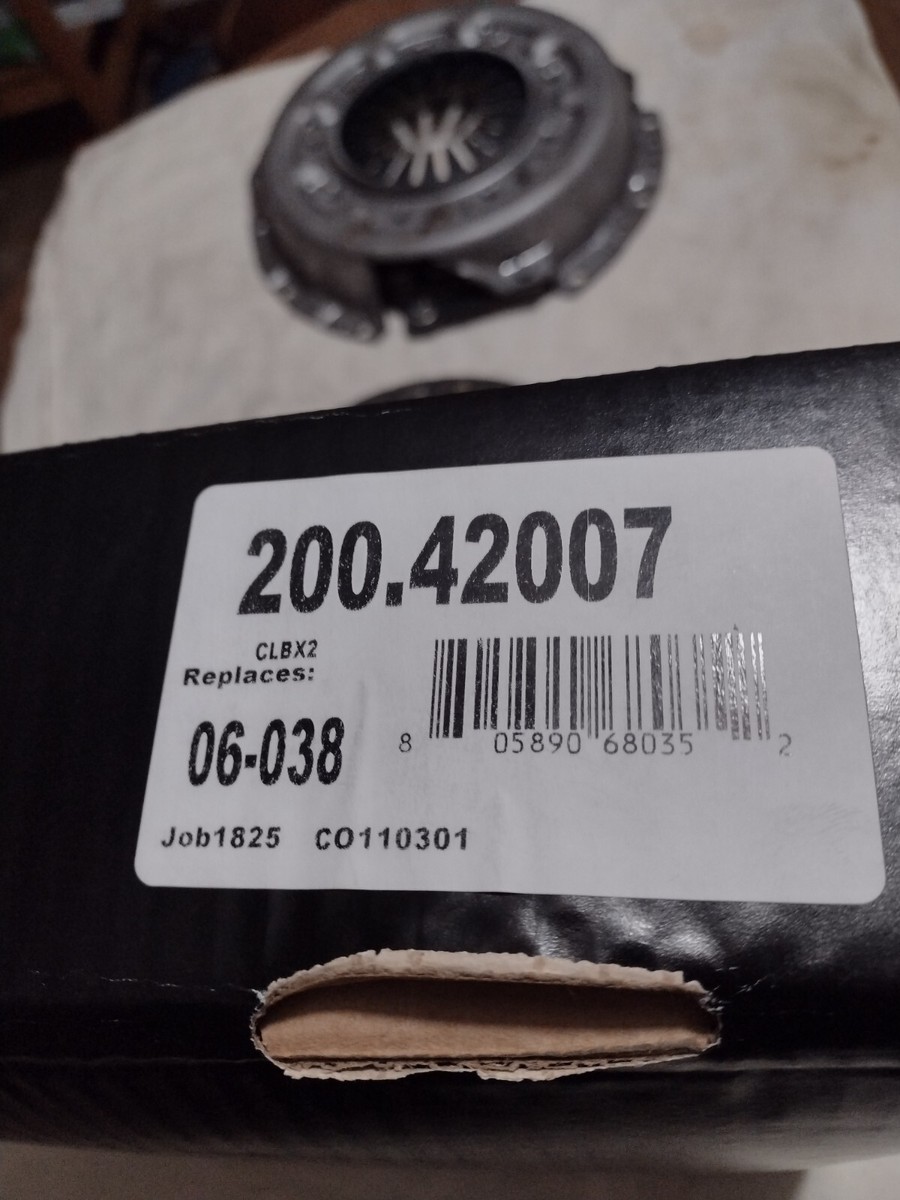 200.42007
CLBX2
Replaces:
06-038
8 05890 68035 2
Job1825 CO110301